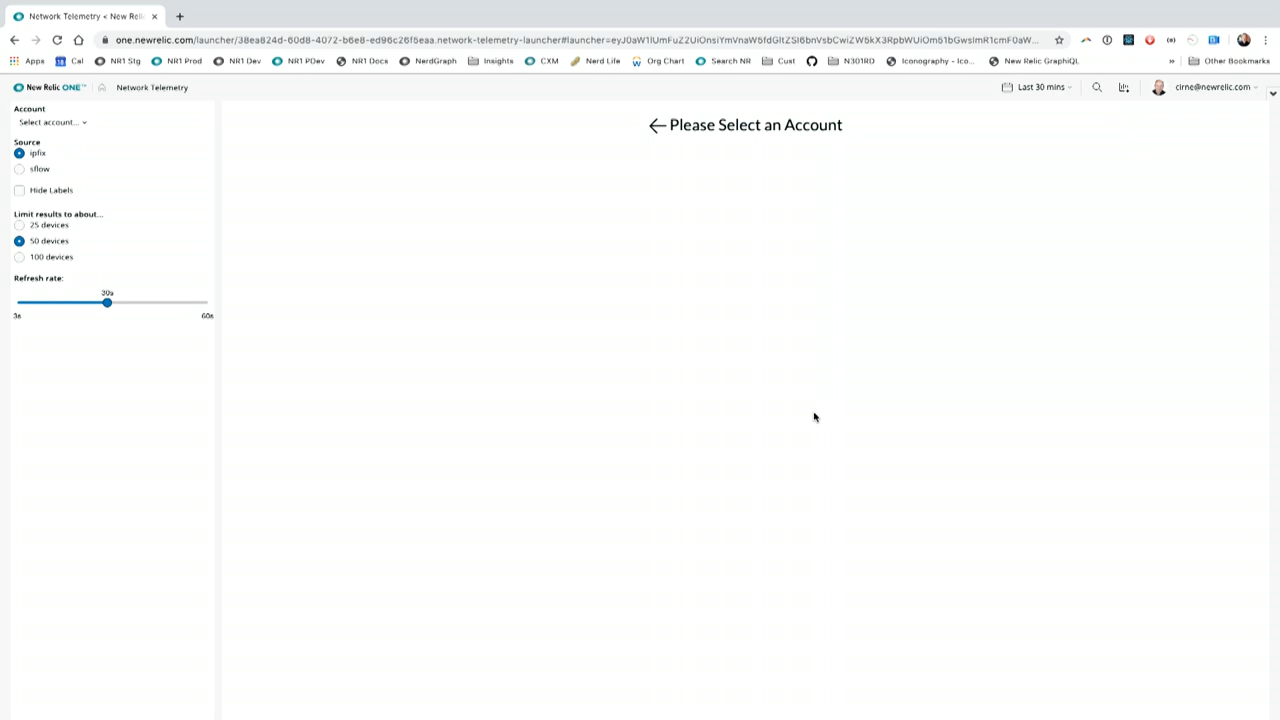 Network Telemetry < New Reli
one.newrelic.com/launcher/38ea824d-60d8-4072-b6e8-ed96c26f5eaa.network-telemetry-launcher#launcher=
Apps
Cal
NR1 Stg
NR1 Prod
NR1 Dev
NR1 PDev
NR1 Docs
NerdGraph
Insights
CXM
Nerd Life
Org Chart
Search NR
Cust
N301RD
Iconography - Ico...
New Relic GraphiQL
»
Other Bookmarks
New Relic ONE™
Network Telemetry
Last 30 mins
cirne@newrelic.com
Account
Select account...
← Please Select an Account
Source
ipfix
sflow
Hide Labels
Limit results to about...
25 devices
50 devices
100 devices
Refresh rate:
30s
3s
60s